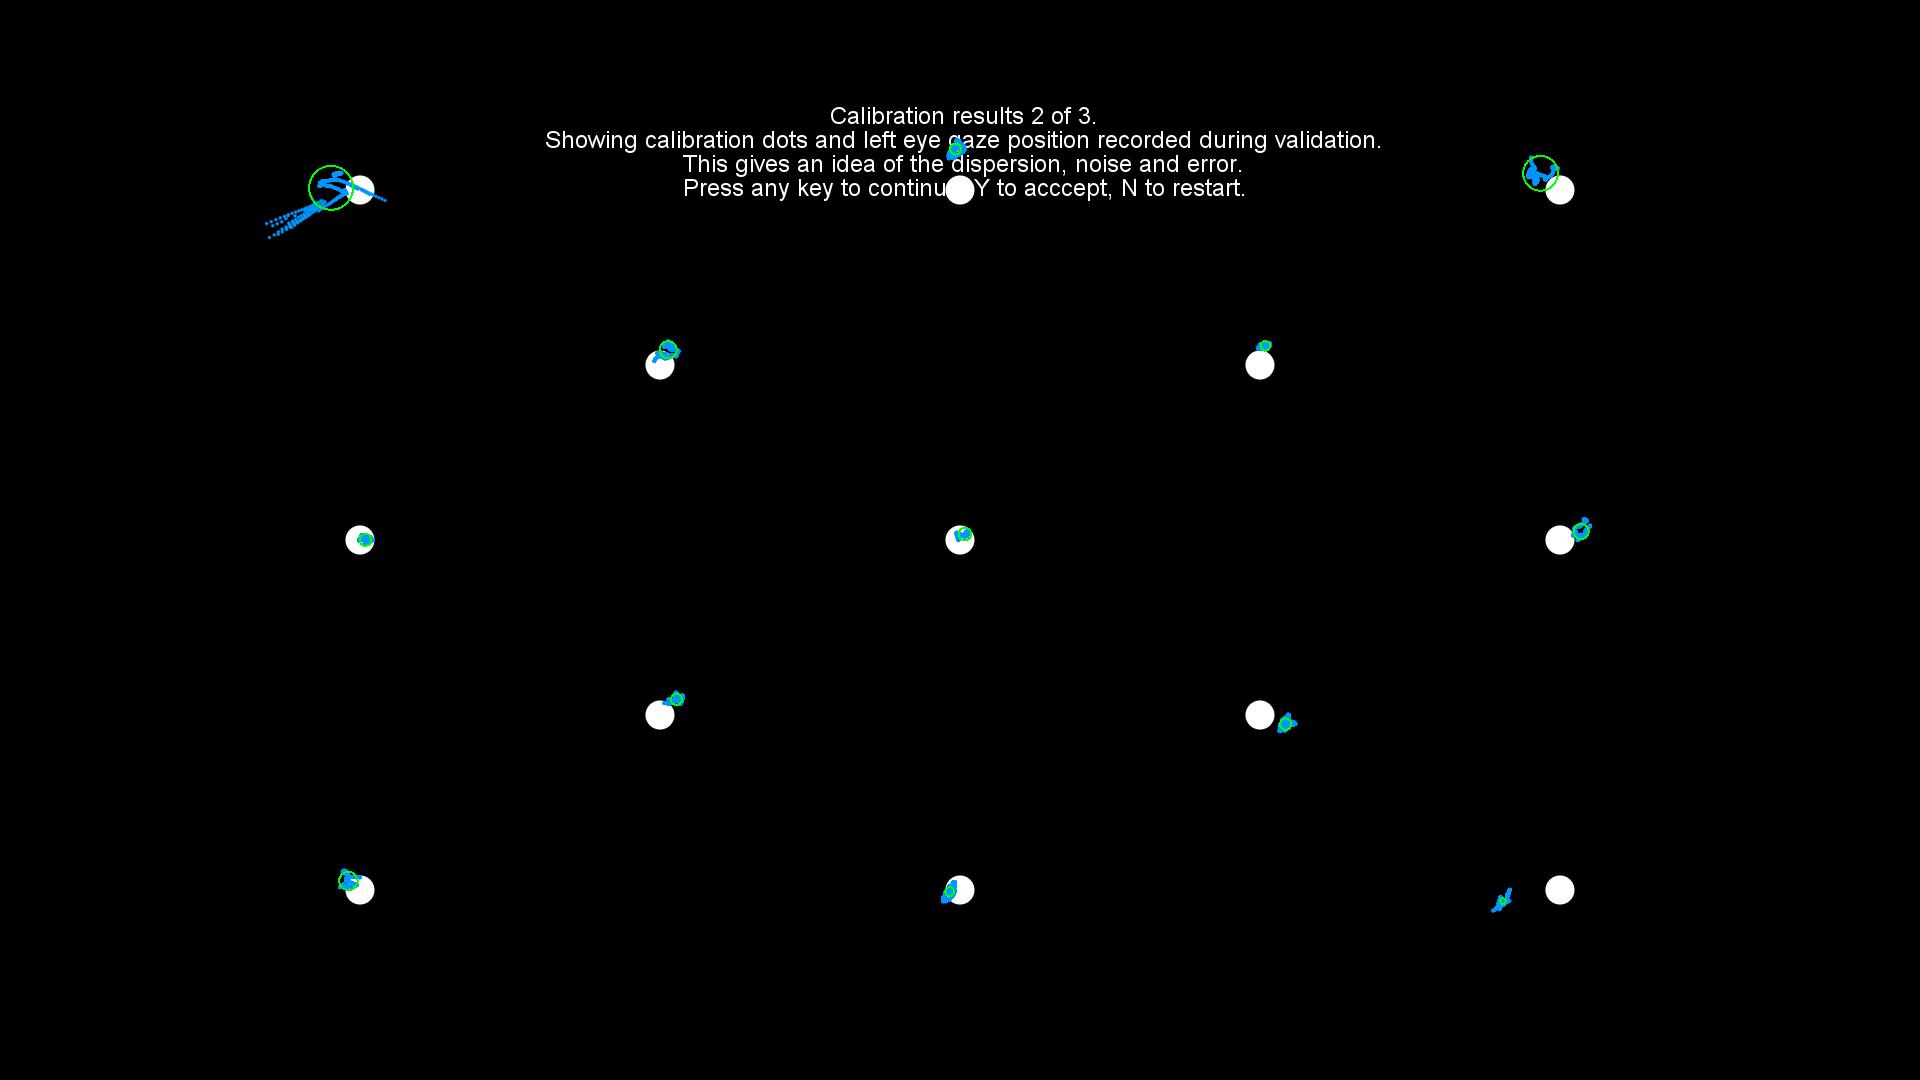 Calibration results 2 of 3.
Showing calibration dots and left eye gaze position recorded during validation.
This gives an idea of the dispersion, noise and error.
Press any key to continu Y to acccept, N to restart.